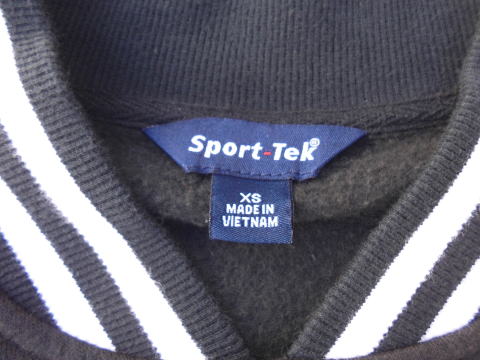 Sport-Tek®
XS
MADE IN
VIETNAM